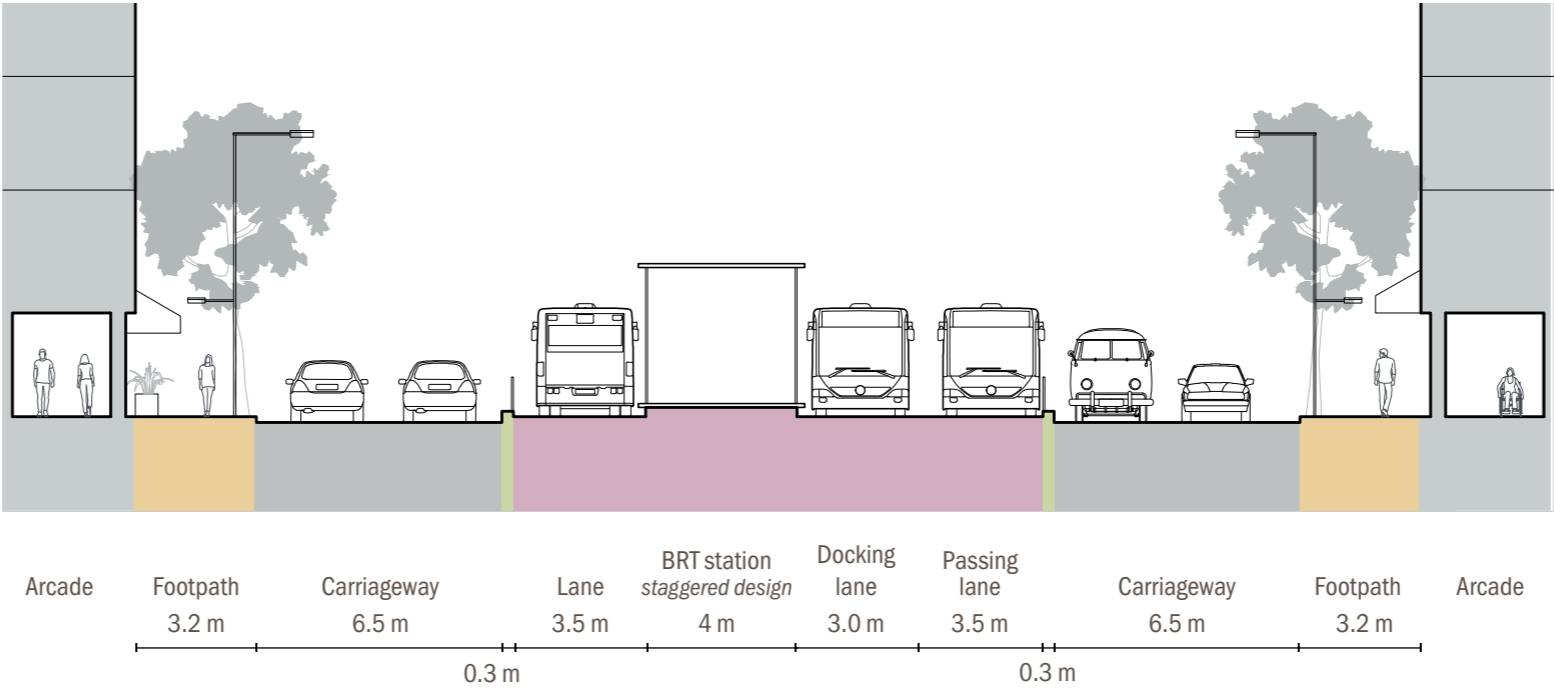 Arcade
Footpath
3.2 m
Carriageway
6.5 m
0.3 m
Lane
3.5 m
BRT station
staggered design
4 m
Docking
lane
3.0 m
Passing
lane
3.5 m
0.3 m
Carriageway
6.5 m
Footpath
3.2 m
Arcade